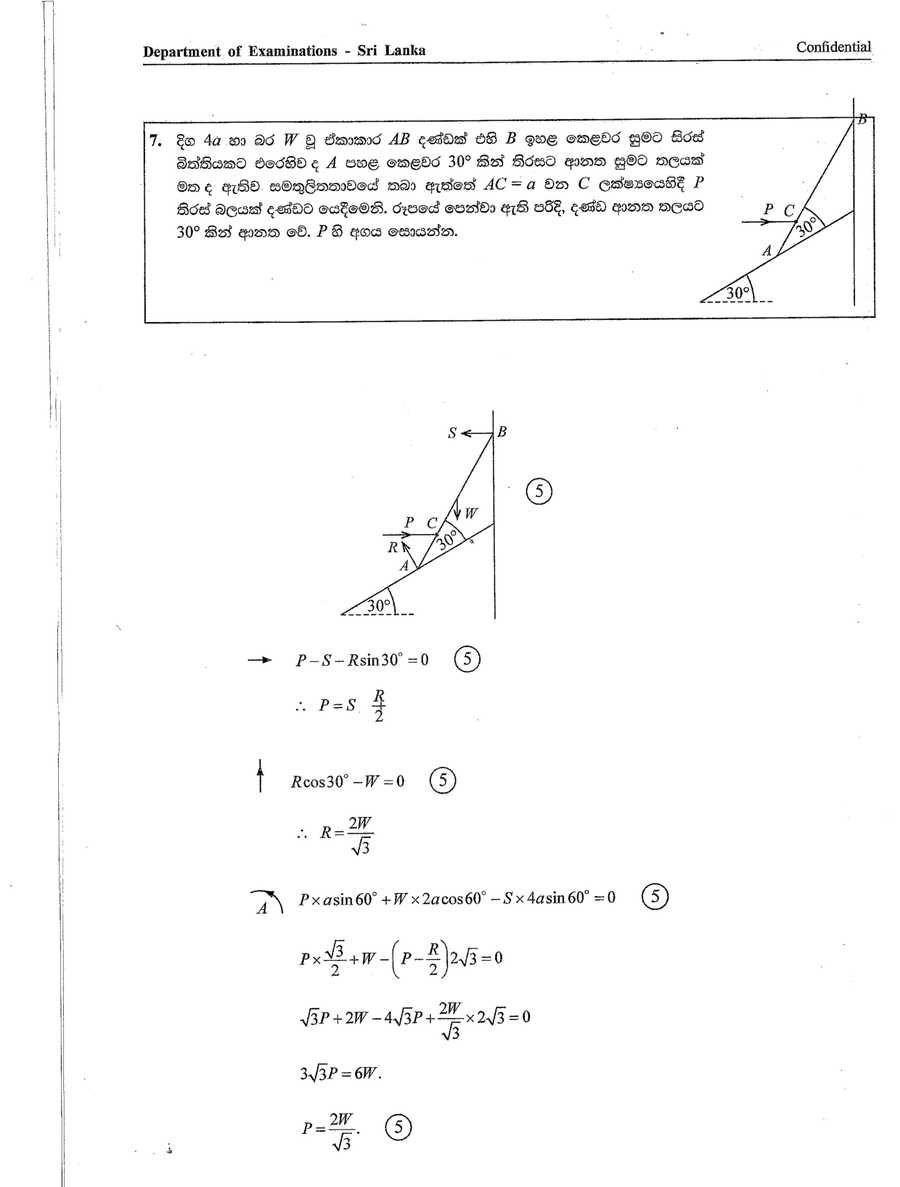 Department of Examinations - Sri Lanka
Confidential
7. දිග 4a හා බර W වූ ඒකාකාර AB දණ්ඩක් එහි B ඉහළ කෙළවර සුමට සිරස්
බිත්තියකට එරෙහිව ද A පහළ කෙළවර 30° කින් තිරසට ආනත සුමට තලයක්
මත ද ඇතිව සමතුලිතතාවයේ තබා ඇත්තේ AC = a වන C ලක්ෂ්‍යයෙහිදී P
තිරස් බලයක් දණ්ඩට යෙදීමෙනි. රූපයේ පෙන්වා ඇති පරිදි, දණ්ඩ ආනත තලයට
30° කින් ආනත වේ. P හි අගය සොයන්න.
B
P C
30°
A
30°
S B
5
W
P C
30°
R
A
30°
P − S − R sin 30° = 0 5
∴ P = S R/2
R cos 30° − W = 0 5
∴ R = 2W/√3
A P × a sin 60° + W × 2a cos 60° − S × 4a sin 60° = 0 5
P × √3/2 + W − (P − R/2) 2√3 = 0
√3P + 2W − 4√3P + 2W/√3 × 2√3 = 0
3√3P = 6W.
P = 2W/√3. 5